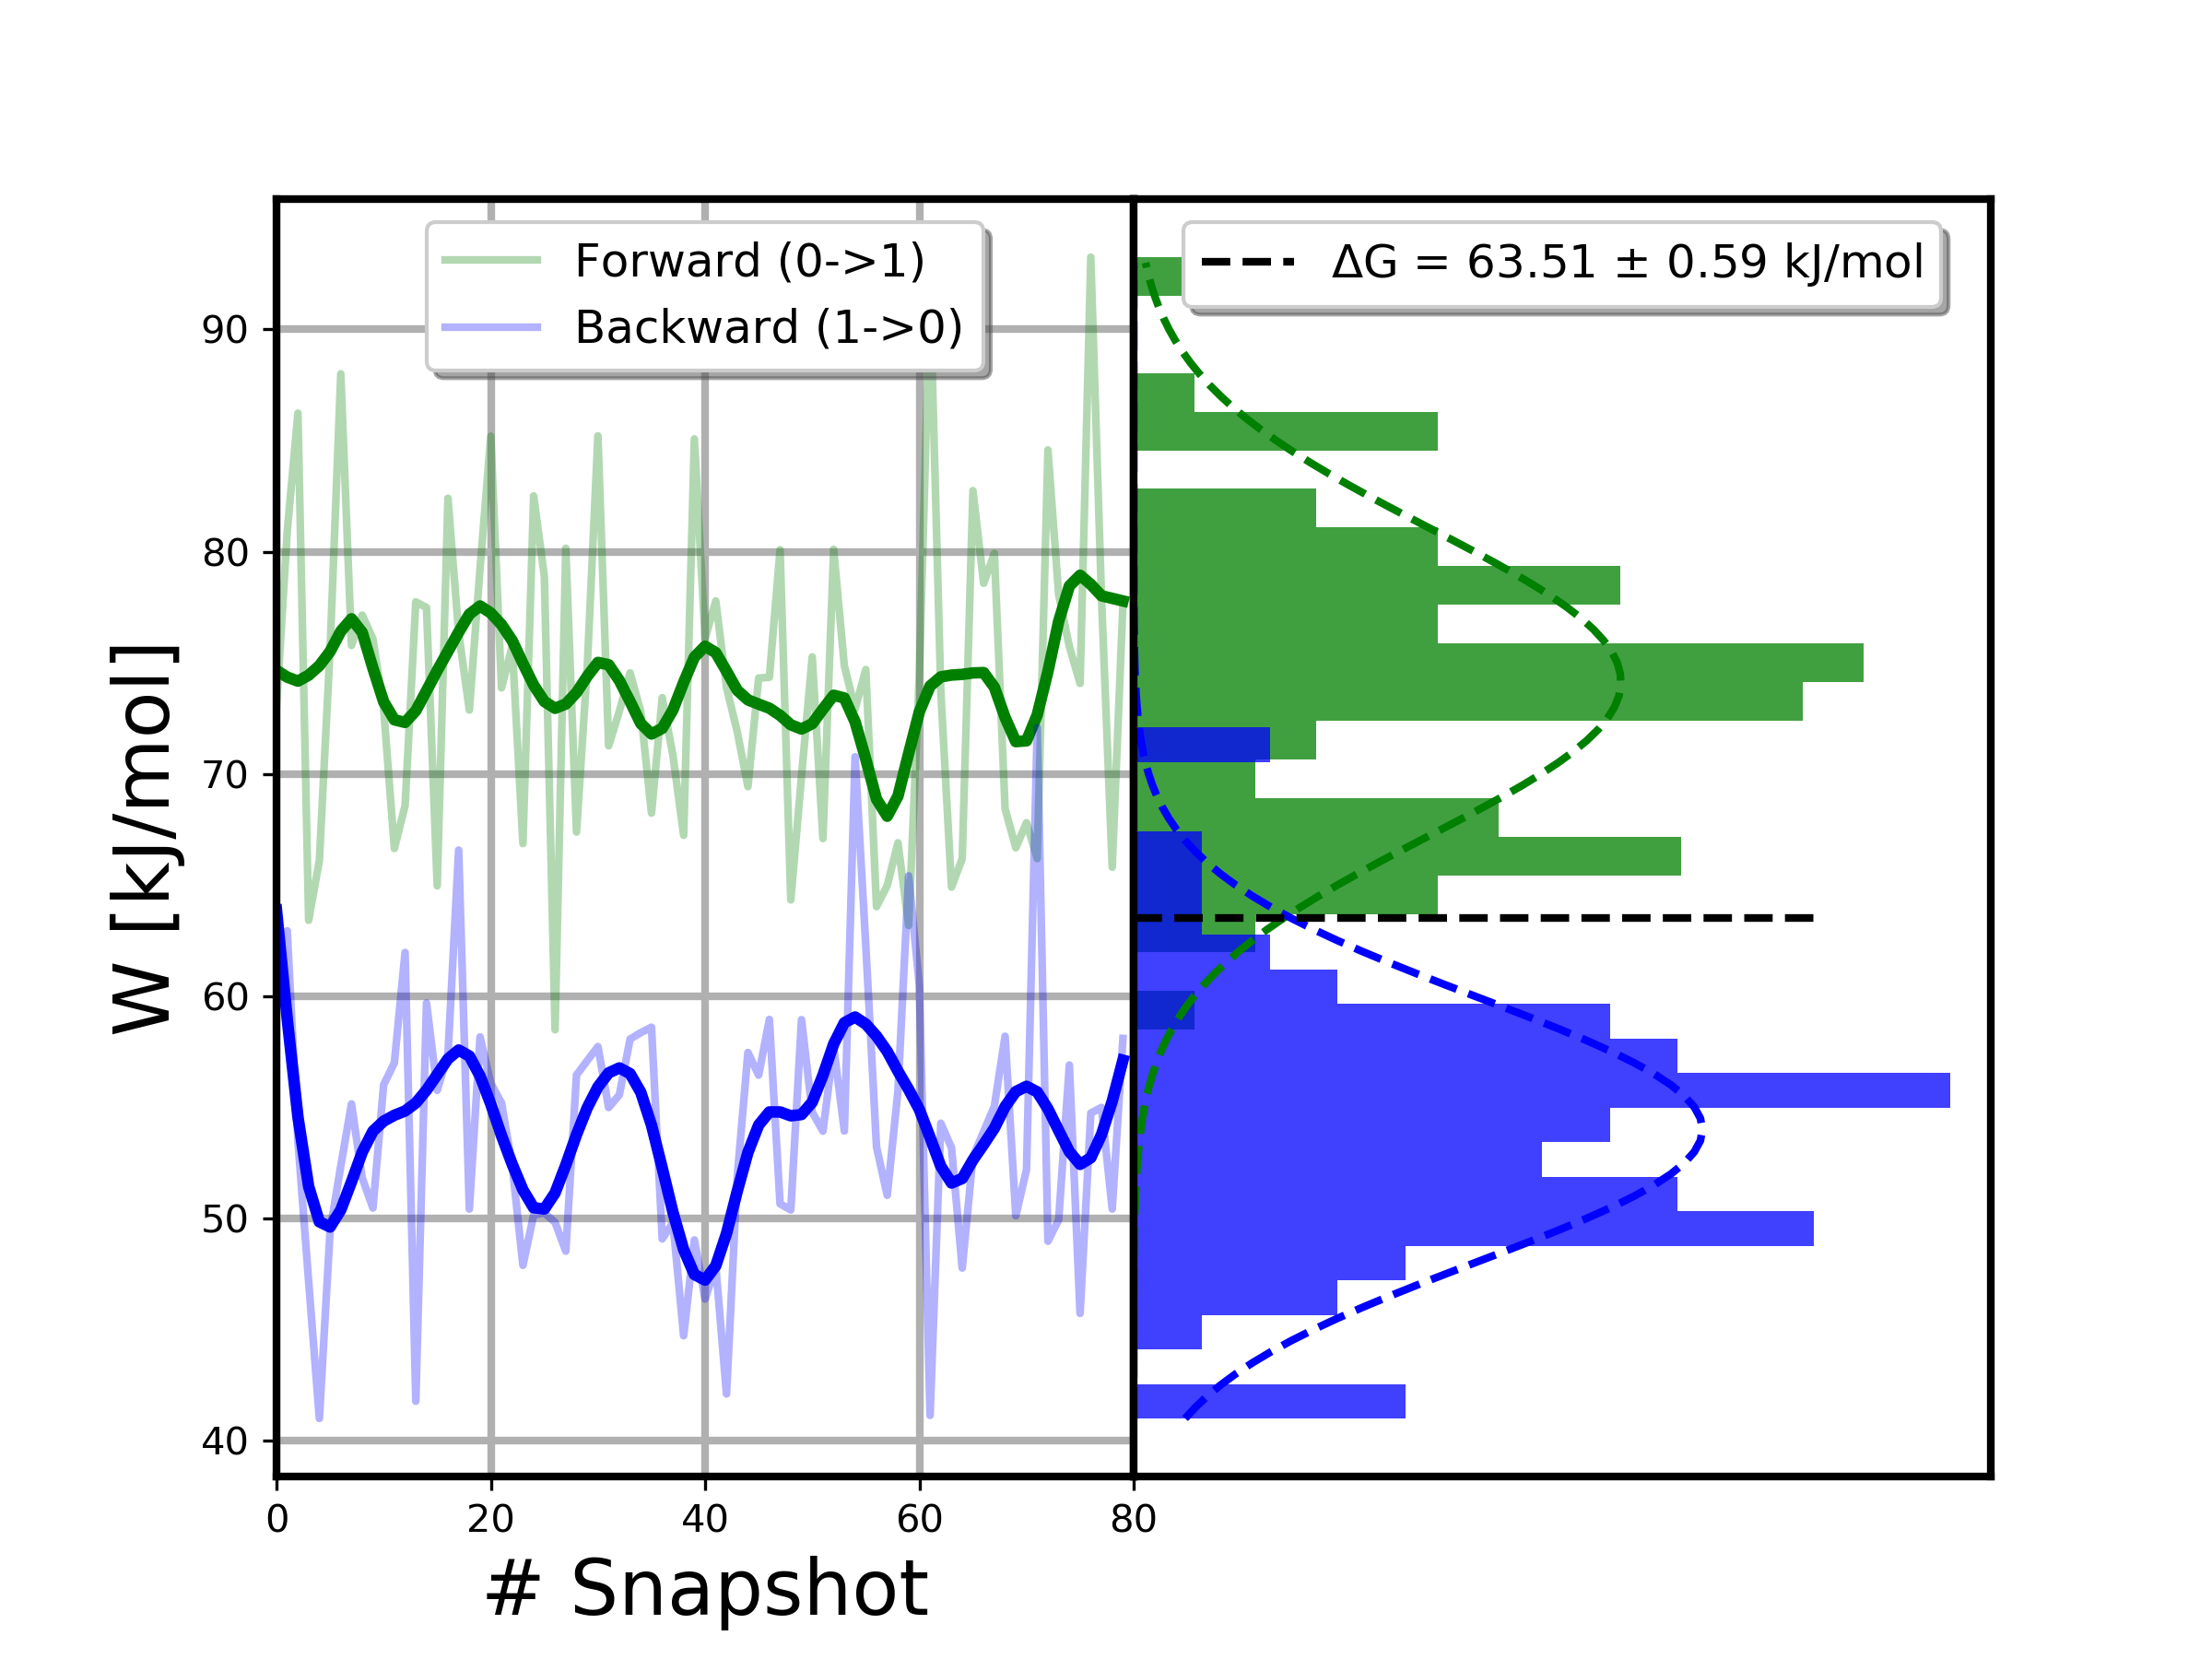 Forward (0->1)
Backward (1->0)
ΔG = 63.51 ± 0.59 kJ/mol
W [kJ/mol]
90
80
70
60
50
40
0 20 40 60 80
# Snapshot